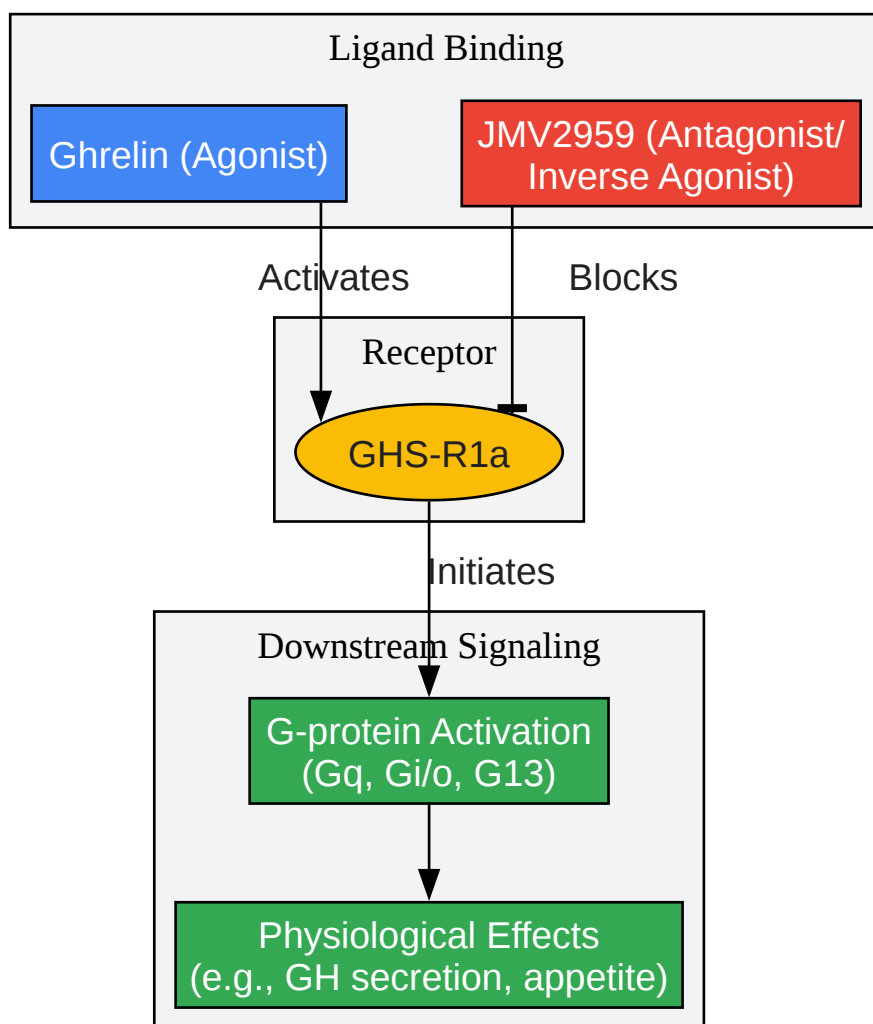 Ligand Binding
Ghrelin (Agonist)
JMV2959 (Antagonist/
Inverse Agonist)
Activates
Blocks
Receptor
GHS-R1a
Initiates
Downstream Signaling
G-protein Activation
(Gq, Gi/o, G13)
Physiological Effects
(e.g., GH secretion, appetite)